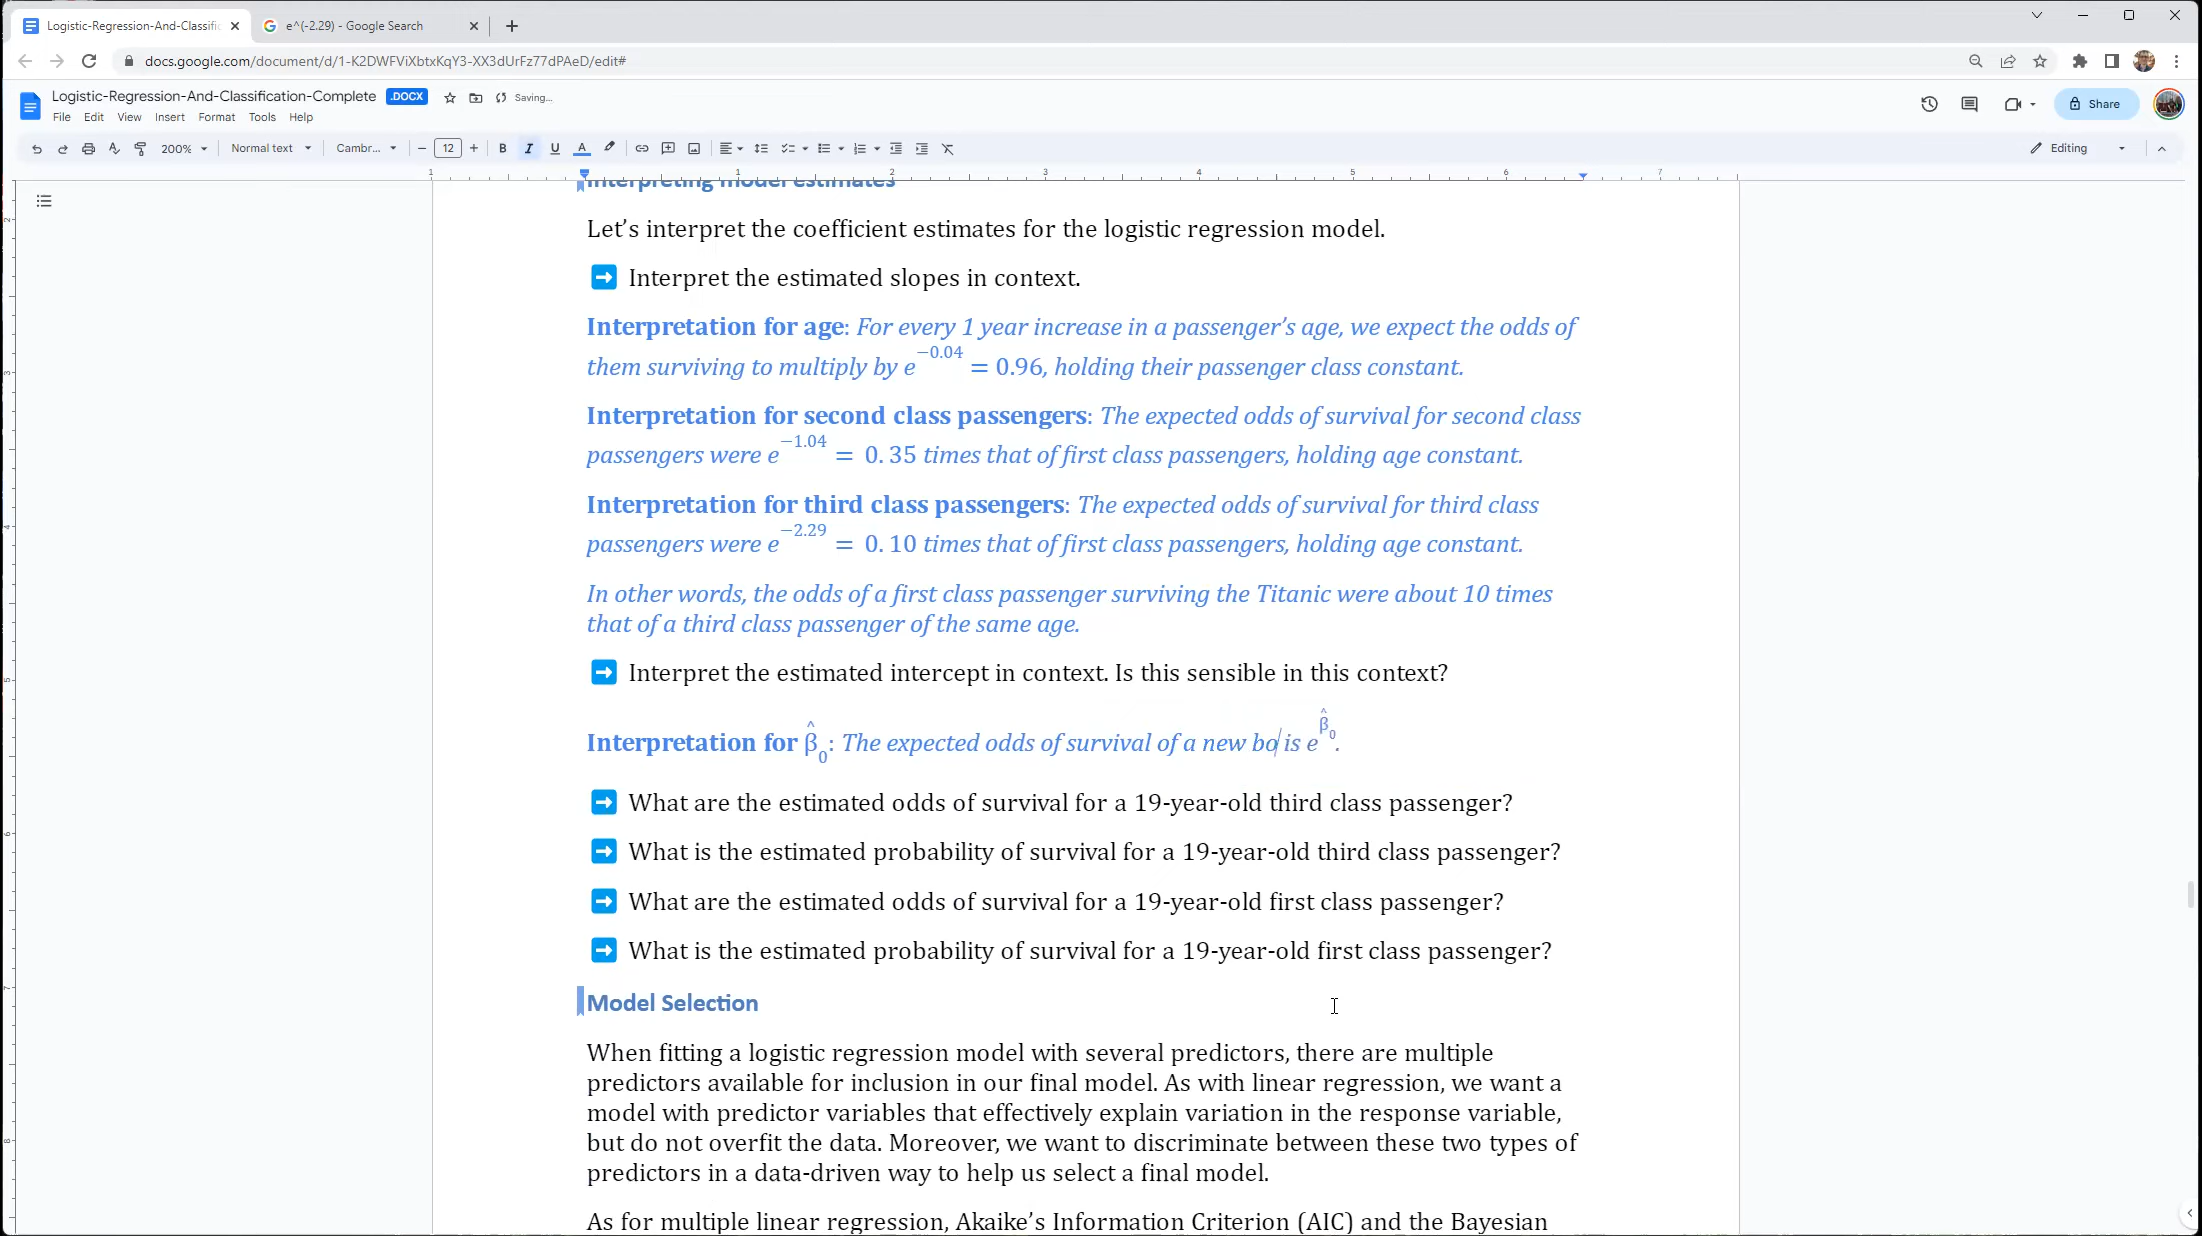 Logistic-Regression-And-Classific
e^(-2.29) - Google Search
docs.google.com/document/d/1-K2DWFViXbtxKqY3-XX3dUrFz77dPAeD/edit#
Logistic-Regression-And-Classification-Complete .DOCX Saving...
Share
File Edit View Insert Format Tools Help
200% Normal text Cambr... − 12 + B I U A Editing
1 1 2 3 4 5 6 7
Interpreting model estimates
Let’s interpret the coefficient estimates for the logistic regression model.
➡ Interpret the estimated slopes in context.
Interpretation for age: For every 1 year increase in a passenger’s age, we expect the odds of
them surviving to multiply by e^−0.04 = 0.96, holding their passenger class constant.
Interpretation for second class passengers: The expected odds of survival for second class
passengers were e^−1.04 = 0.35 times that of first class passengers, holding age constant.
Interpretation for third class passengers: The expected odds of survival for third class
passengers were e^−2.29 = 0.10 times that of first class passengers, holding age constant.
In other words, the odds of a first class passenger surviving the Titanic were about 10 times
that of a third class passenger of the same age.
➡ Interpret the estimated intercept in context. Is this sensible in this context?
Interpretation for β̂₀: The expected odds of survival of a new bo is e^β̂₀.
➡ What are the estimated odds of survival for a 19-year-old third class passenger?
➡ What is the estimated probability of survival for a 19-year-old third class passenger?
➡ What are the estimated odds of survival for a 19-year-old first class passenger?
➡ What is the estimated probability of survival for a 19-year-old first class passenger?
Model Selection
When fitting a logistic regression model with several predictors, there are multiple
predictors available for inclusion in our final model. As with linear regression, we want a
model with predictor variables that effectively explain variation in the response variable,
but do not overfit the data. Moreover, we want to discriminate between these two types of
predictors in a data-driven way to help us select a final model.
As for multiple linear regression, Akaike’s Information Criterion (AIC) and the Bayesian